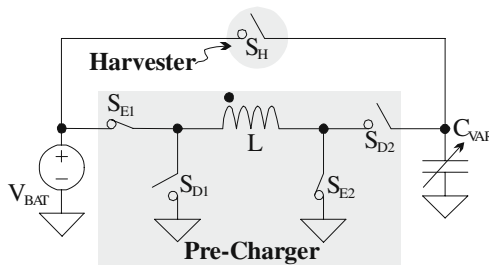 S_H
Harvester
S_E1
L
S_D2
C_VAR
+
−
V_BAT
S_D1
S_E2
Pre-Charger